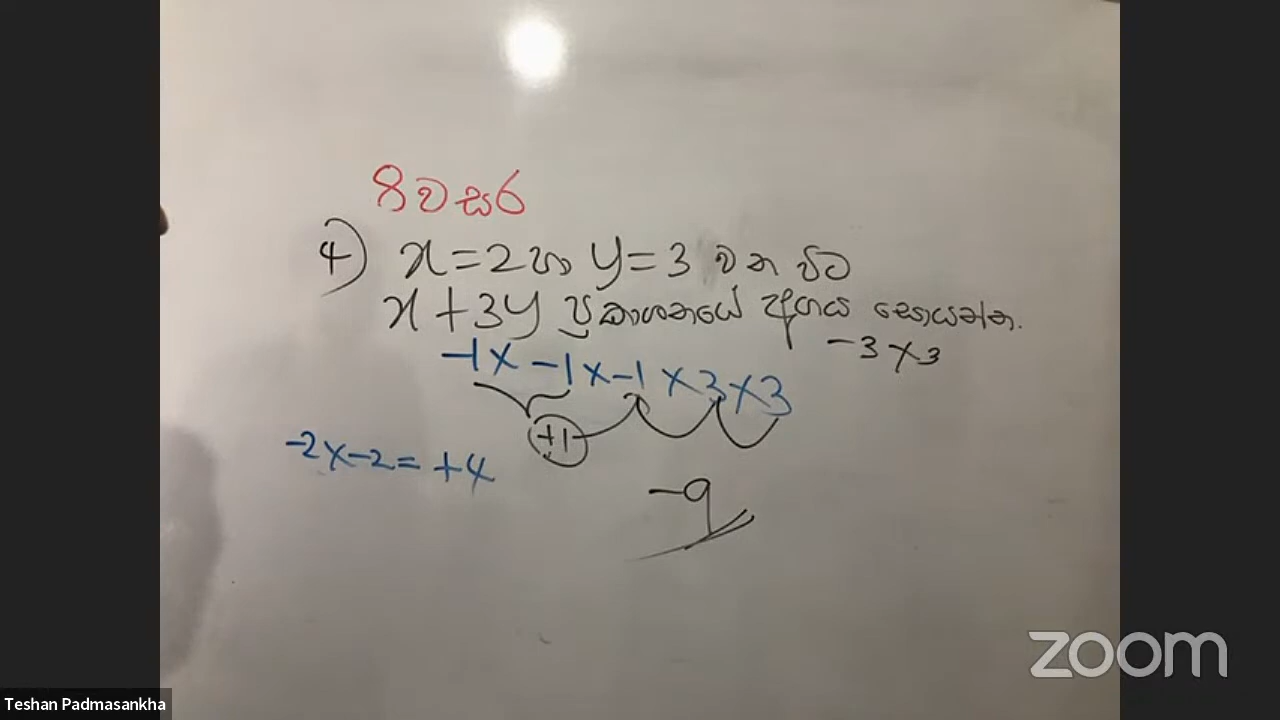 8 වසර
4) x=2 හා y=3 වන විට
x+3y ප්‍රකාශනයේ අගය සොයන්න.
-3×3
-1×-1×-1×3×3
+1
-2×-2=+4
-9
zoom
Teshan Padmasankha